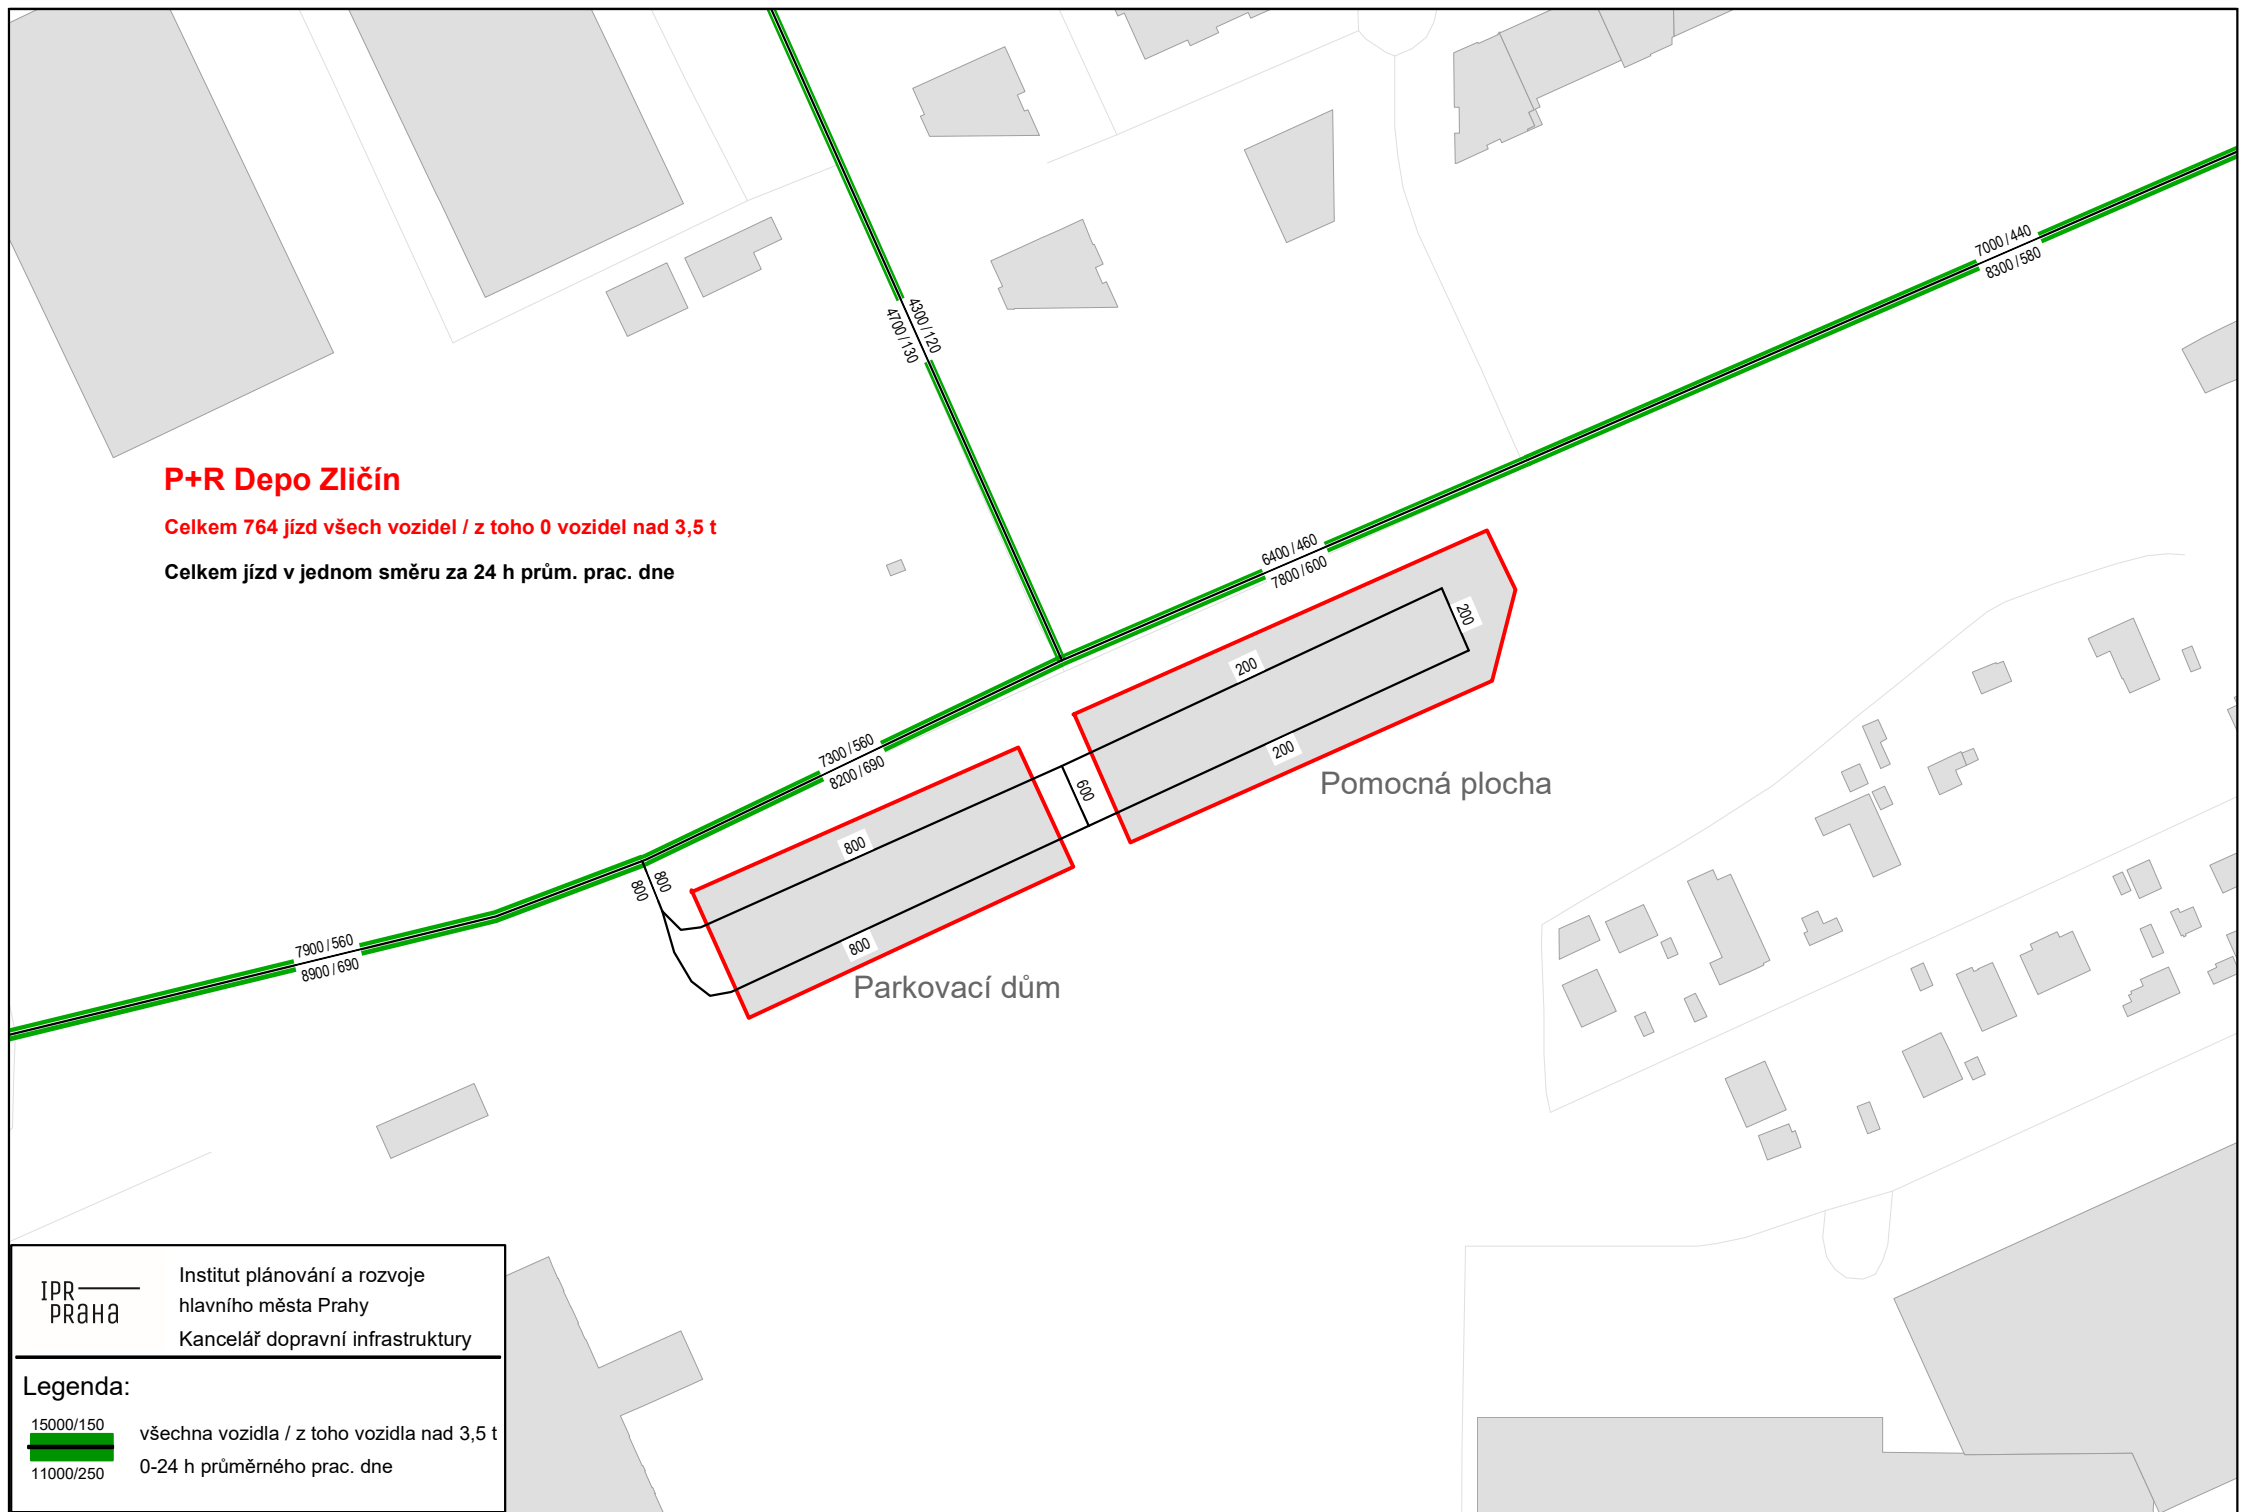 7000/440
8300/580
4300/120
4700/130
P+R Depo Zličín
Celkem 764 jízd všech vozidel / z toho 0 vozidel nad 3,5 t
Celkem jízd v jednom směru za 24 h prům. prac. dne
6400/460
7800/600
200
200
200
7300/560
8200/690
600
Pomocná plocha
800
800
800
800
7900/560
8900/690
Parkovací dům
IPR
PRAHA
Institut plánování a rozvoje
hlavního města Prahy
Kancelář dopravní infrastruktury
Legenda:
15000/150
všechna vozidla / z toho vozidla nad 3,5 t
0-24 h průměrného prac. dne
11000/250